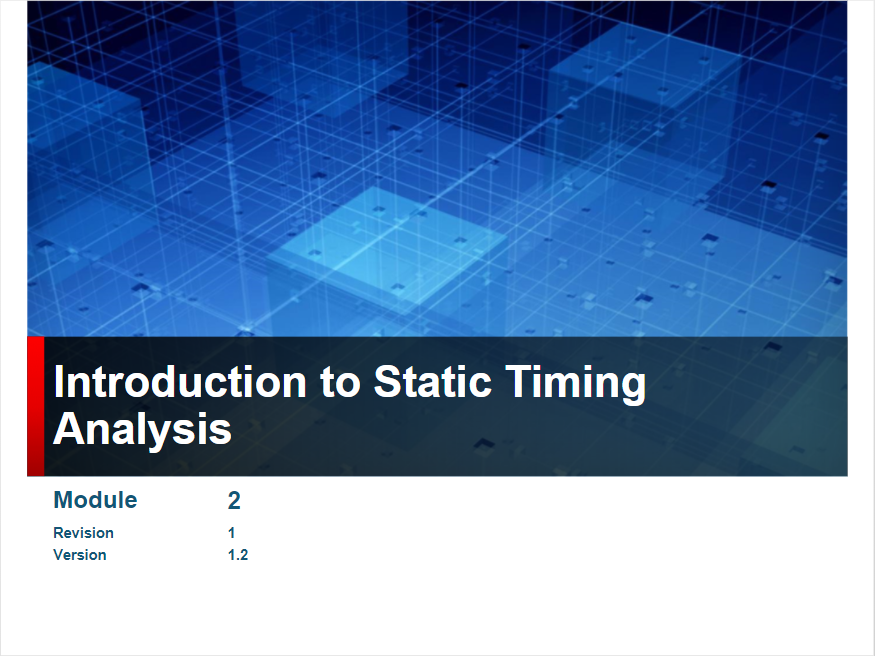 Introduction to Static Timing
Analysis
Module 2
Revision 1
Version 1.2